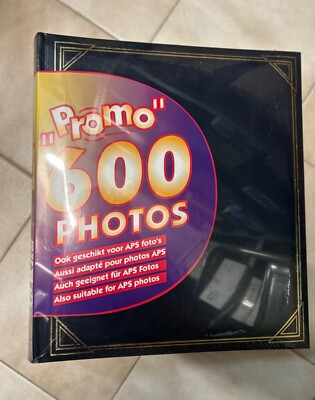 „Promo"
600
PHOTOS
Ook geschikt voor APS foto's
Aussi adapté pour photos APS
Auch geeignet für APS Fotos
Also suitable for APS photos